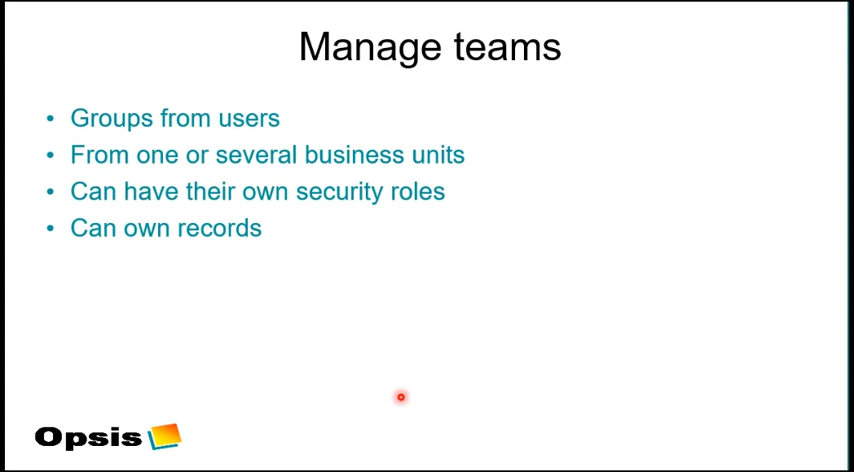 Manage teams
• Groups from users
• From one or several business units
• Can have their own security roles
• Can own records
Opsis